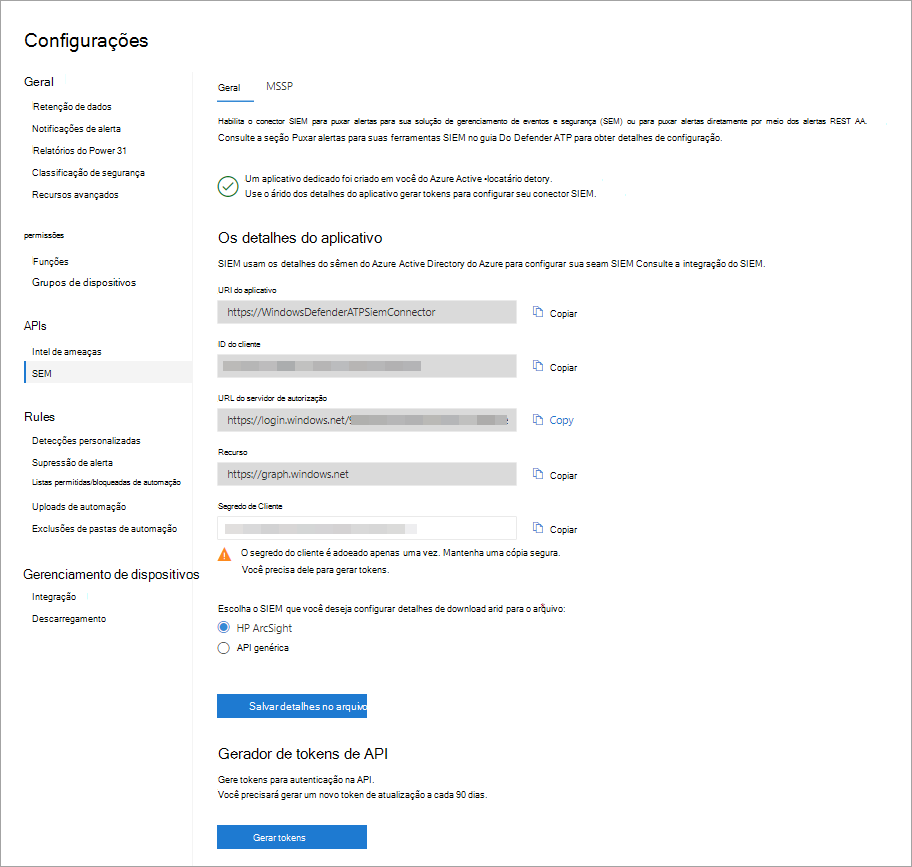 Configurações
Geral
Retenção de dados
Notificações de alerta
Relatórios do Power 31
Classificação de segurança
Recursos avançados
permissões
Funções
Grupos de dispositivos
APIs
Intel de ameaças
SEM
Rules
Detecções personalizadas
Supressão de alerta
Listas permitidas/bloqueadas de automação
Uploads de automação
Exclusões de pastas de automação
Gerenciamento de dispositivos
Integração
Descarregamento
Geral MSSP
Habilita o conector SIEM para puxar alertas para sua solução de gerenciamento de eventos e segurança (SEM) ou para puxar alertas diretamente por meio dos alertas REST AA.
Consulte a seção Puxar alertas para suas ferramentas SIEM no guia Do Defender ATP para obter detalhes de configuração.
Um aplicativo dedicado foi criado em você do Azure Active •locatário detory.
Use o árido dos detalhes do aplicativo gerar tokens para configurar seu conector SIEM.
Os detalhes do aplicativo
SIEM usam os detalhes do sêmen do Azure Active Directory do Azure para configurar sua seam SIEM Consulte a integração do SIEM.
URI do aplicativo
https://WindowsDefenderATPSiemConnector Copiar
ID do cliente
Copiar
URL do servidor de autorização
https://login.windows.net/ Copy
Recurso
https://graph.windows.net Copiar
Segredo de Cliente
Copiar
O segredo do cliente é adoeado apenas uma vez. Mantenha uma cópia segura.
Você precisa dele para gerar tokens.
Escolha o SIEM que você deseja configurar detalhes de download arid para o arquivo:
HP ArcSight
API genérica
Salvar detalhes no arquivo
Gerador de tokens de API
Gere tokens para autenticação na API.
Você precisará gerar um novo token de atualização a cada 90 dias.
Gerar tokens